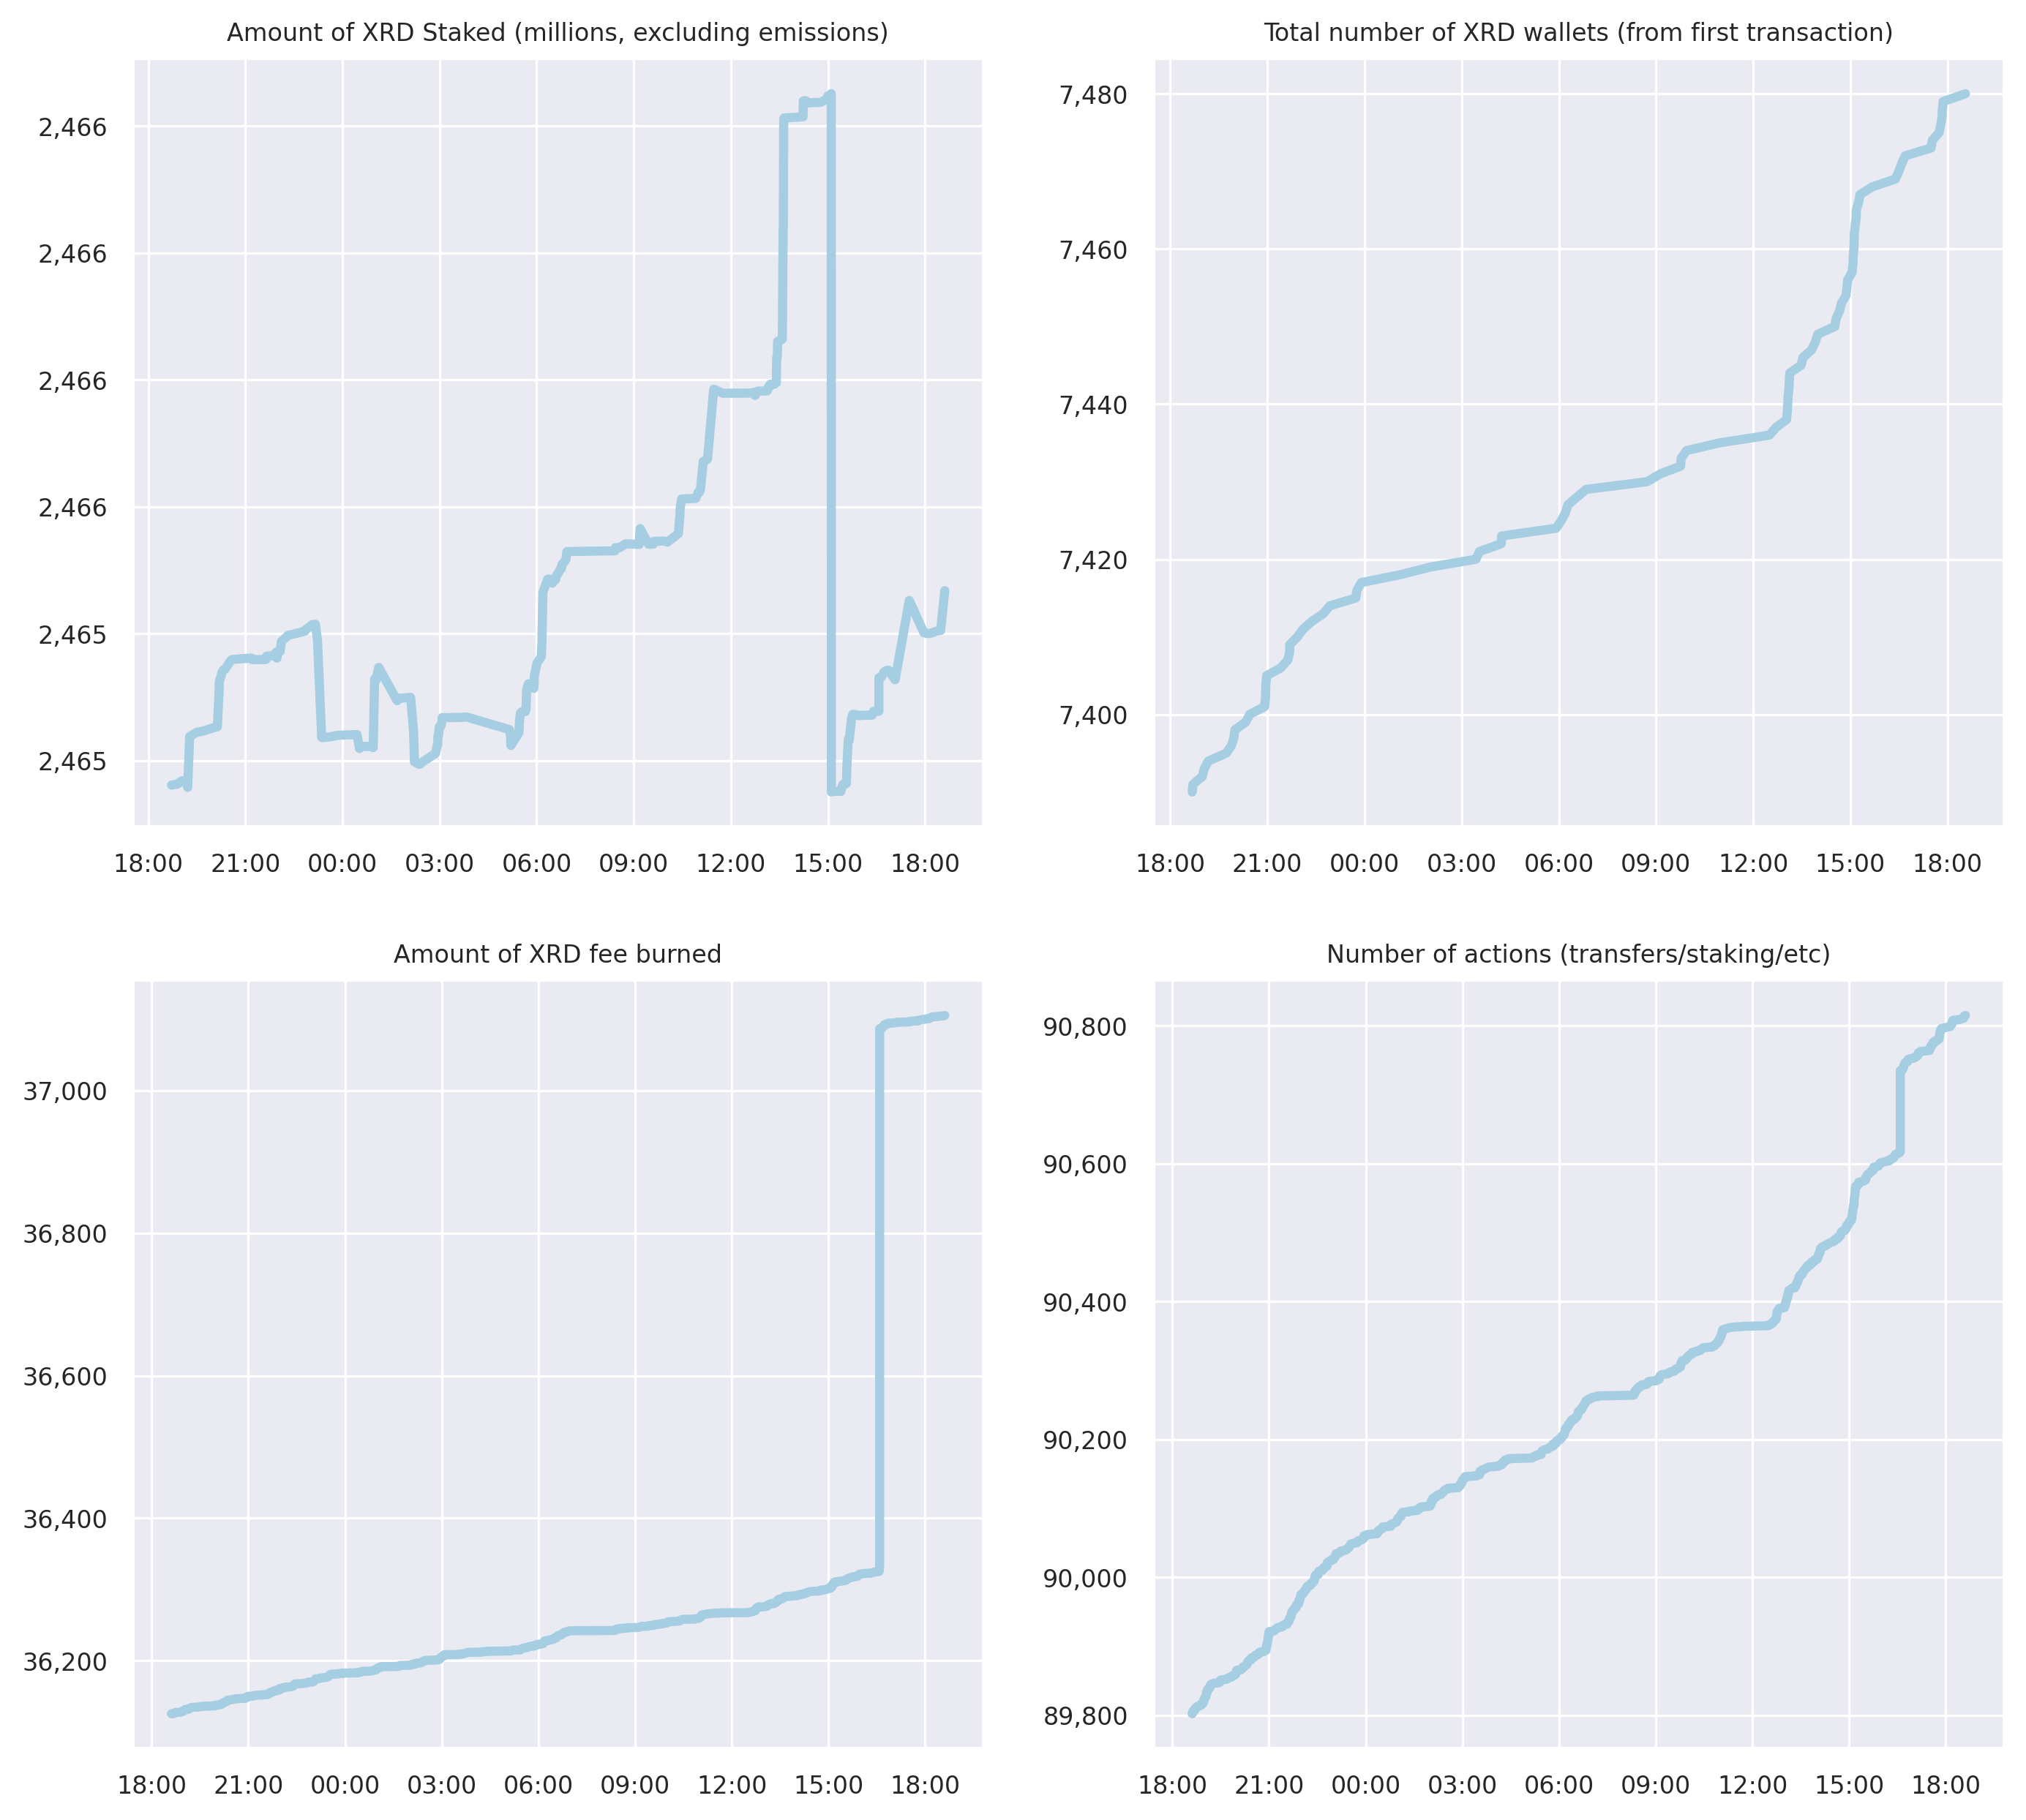 Amount of XRD Staked (millions, excluding emissions)
2,466
2,466
2,466
2,466
2,465
2,465
18:00 21:00 00:00 03:00 06:00 09:00 12:00 15:00 18:00
Total number of XRD wallets (from first transaction)
7,480
7,460
7,440
7,420
7,400
18:00 21:00 00:00 03:00 06:00 09:00 12:00 15:00 18:00
Amount of XRD fee burned
37,000
36,800
36,600
36,400
36,200
18:00 21:00 00:00 03:00 06:00 09:00 12:00 15:00 18:00
Number of actions (transfers/staking/etc)
90,800
90,600
90,400
90,200
90,000
89,800
18:00 21:00 00:00 03:00 06:00 09:00 12:00 15:00 18:00